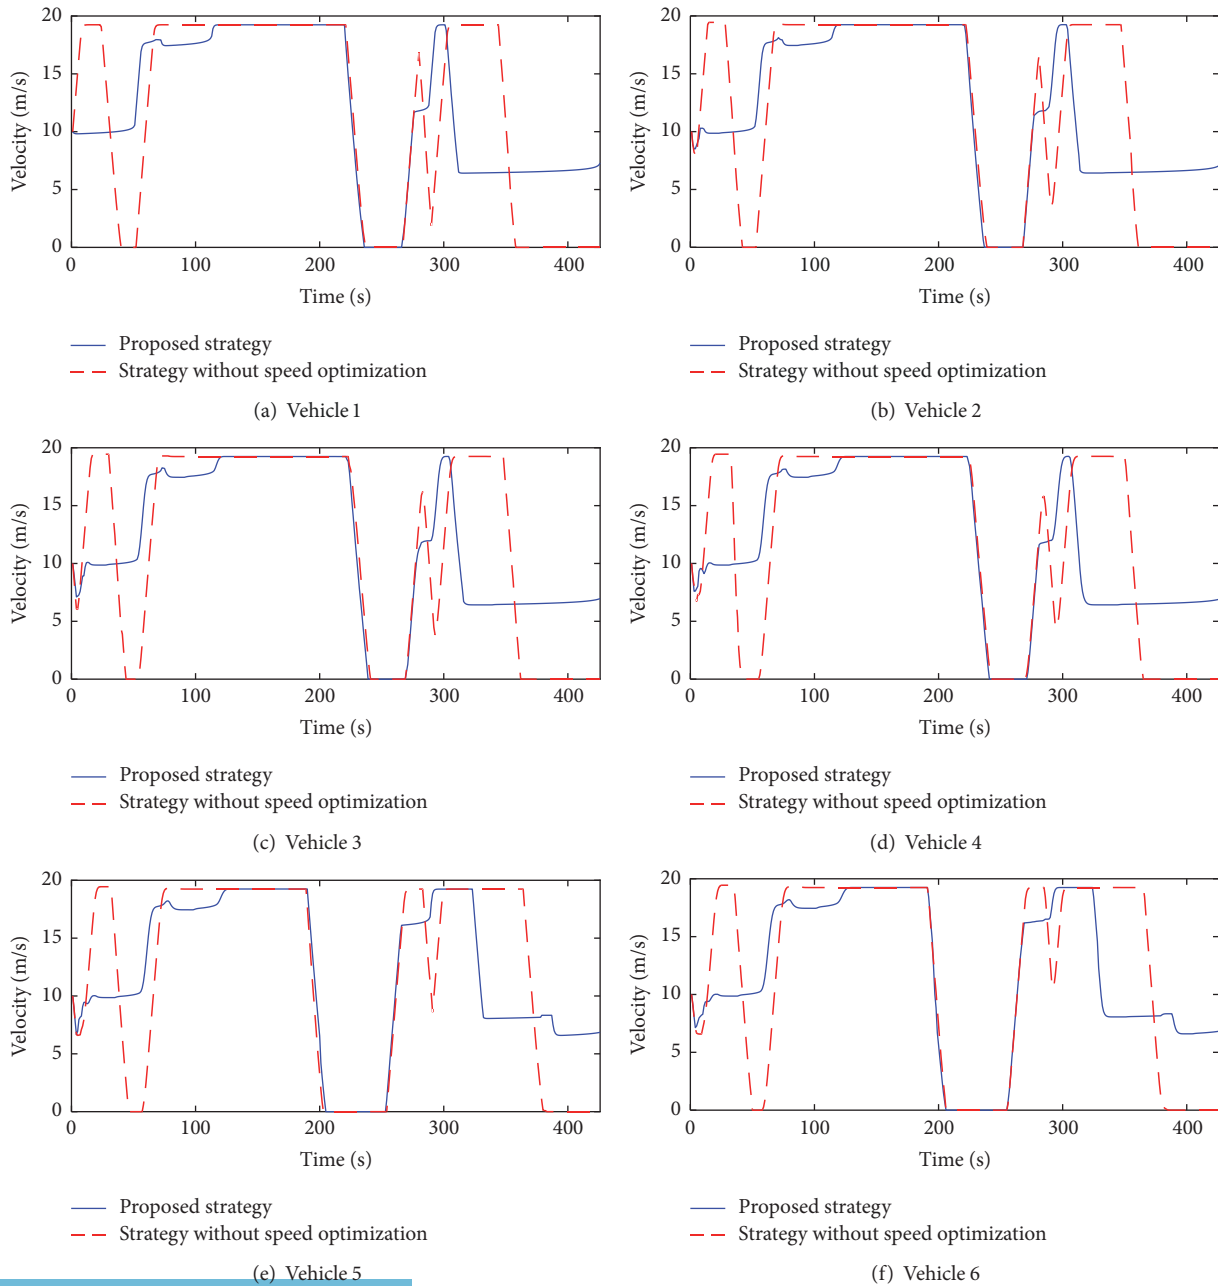 20
15
10
5
0
Velocity (m/s)
0 100 200 300 400
Time (s)
Proposed strategy
Strategy without speed optimization
(a) Vehicle 1
20
15
10
5
0
Velocity (m/s)
0 100 200 300 400
Time (s)
Proposed strategy
Strategy without speed optimization
(b) Vehicle 2
20
15
10
5
0
Velocity (m/s)
0 100 200 300 400
Time (s)
Proposed strategy
Strategy without speed optimization
(c) Vehicle 3
20
15
10
5
0
Velocity (m/s)
0 100 200 300 400
Time (s)
Proposed strategy
Strategy without speed optimization
(d) Vehicle 4
20
15
10
5
0
Velocity (m/s)
0 100 200 300 400
Time (s)
Proposed strategy
Strategy without speed optimization
(e) Vehicle 5
20
15
10
5
0
Velocity (m/s)
0 100 200 300 400
Time (s)
Proposed strategy
Strategy without speed optimization
(f) Vehicle 6